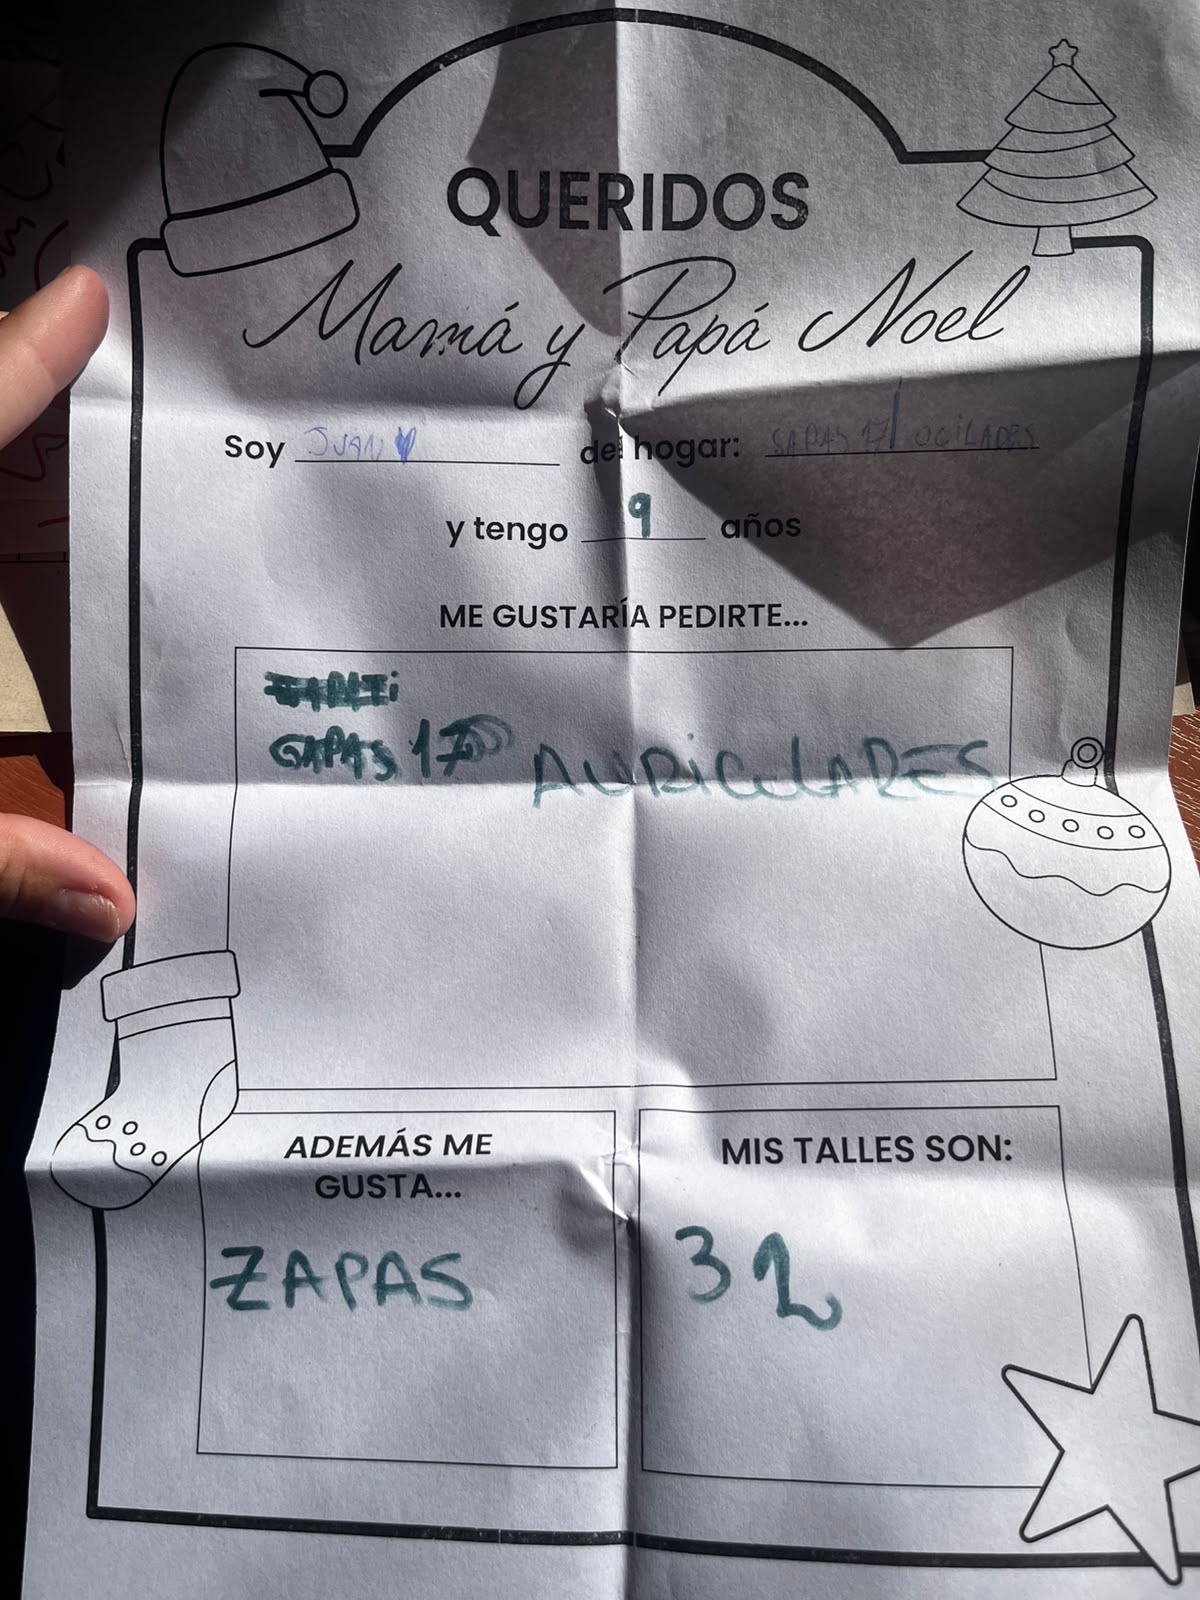 QUERIDOS
Mamá y Papá Noel
Soy JUAN del hogar: SAPAS 17/ OCILADES
y tengo 9 años
ME GUSTARÍA PEDIRTE...
SAPAS 17 AURICULARES
ADEMÁS ME
GUSTA...
ZAPAS
MIS TALLES SON:
32